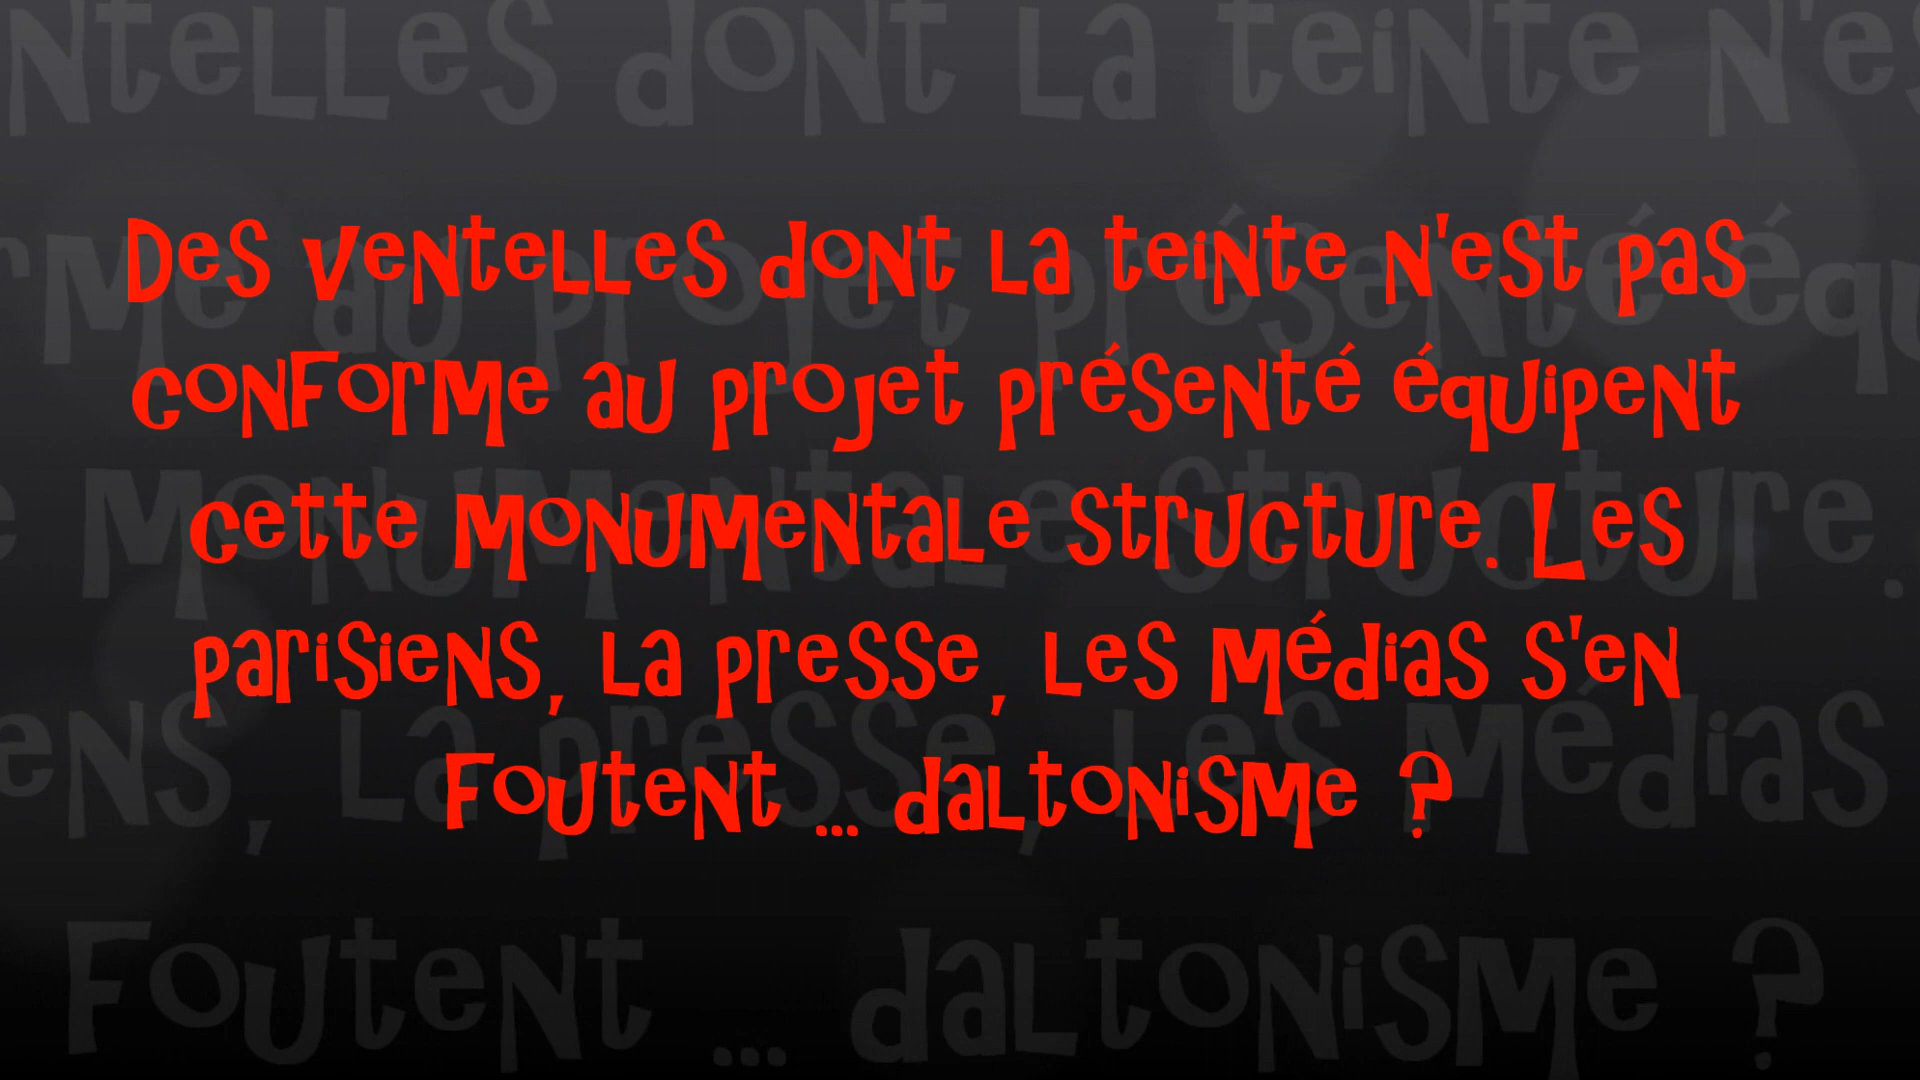 Des ventelles dont la teinte n'est pas
conforme au projet présenté équipent
cette monumentale structure. Les
parisiens, la presse, les médias s'en
foutent ... daltonisme ?